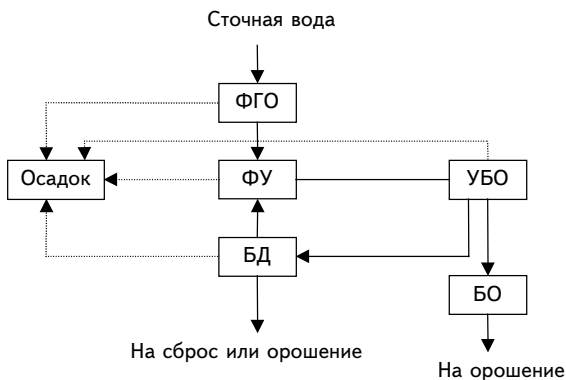 Сточная вода
ФГО
Осадок
ФУ
УБО
БД
БО
На сброс или орошение
На орошение